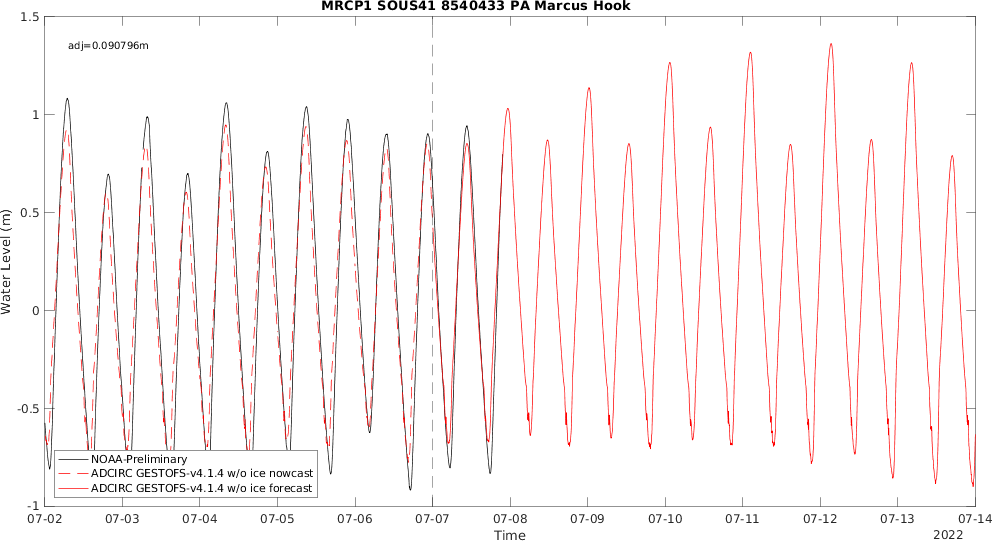 MRCP1 SOUS41 8540433 PA Marcus Hook
adj=0.090796m
1.5
1
0.5
0
-0.5
-1
Water Level (m)
NOAA-Preliminary
ADCIRC GESTOFS-v4.1.4 w/o ice nowcast
ADCIRC GESTOFS-v4.1.4 w/o ice forecast
07-02 07-03 07-04 07-05 07-06 07-07 07-08 07-09 07-10 07-11 07-12 07-13 07-14
Time
2022